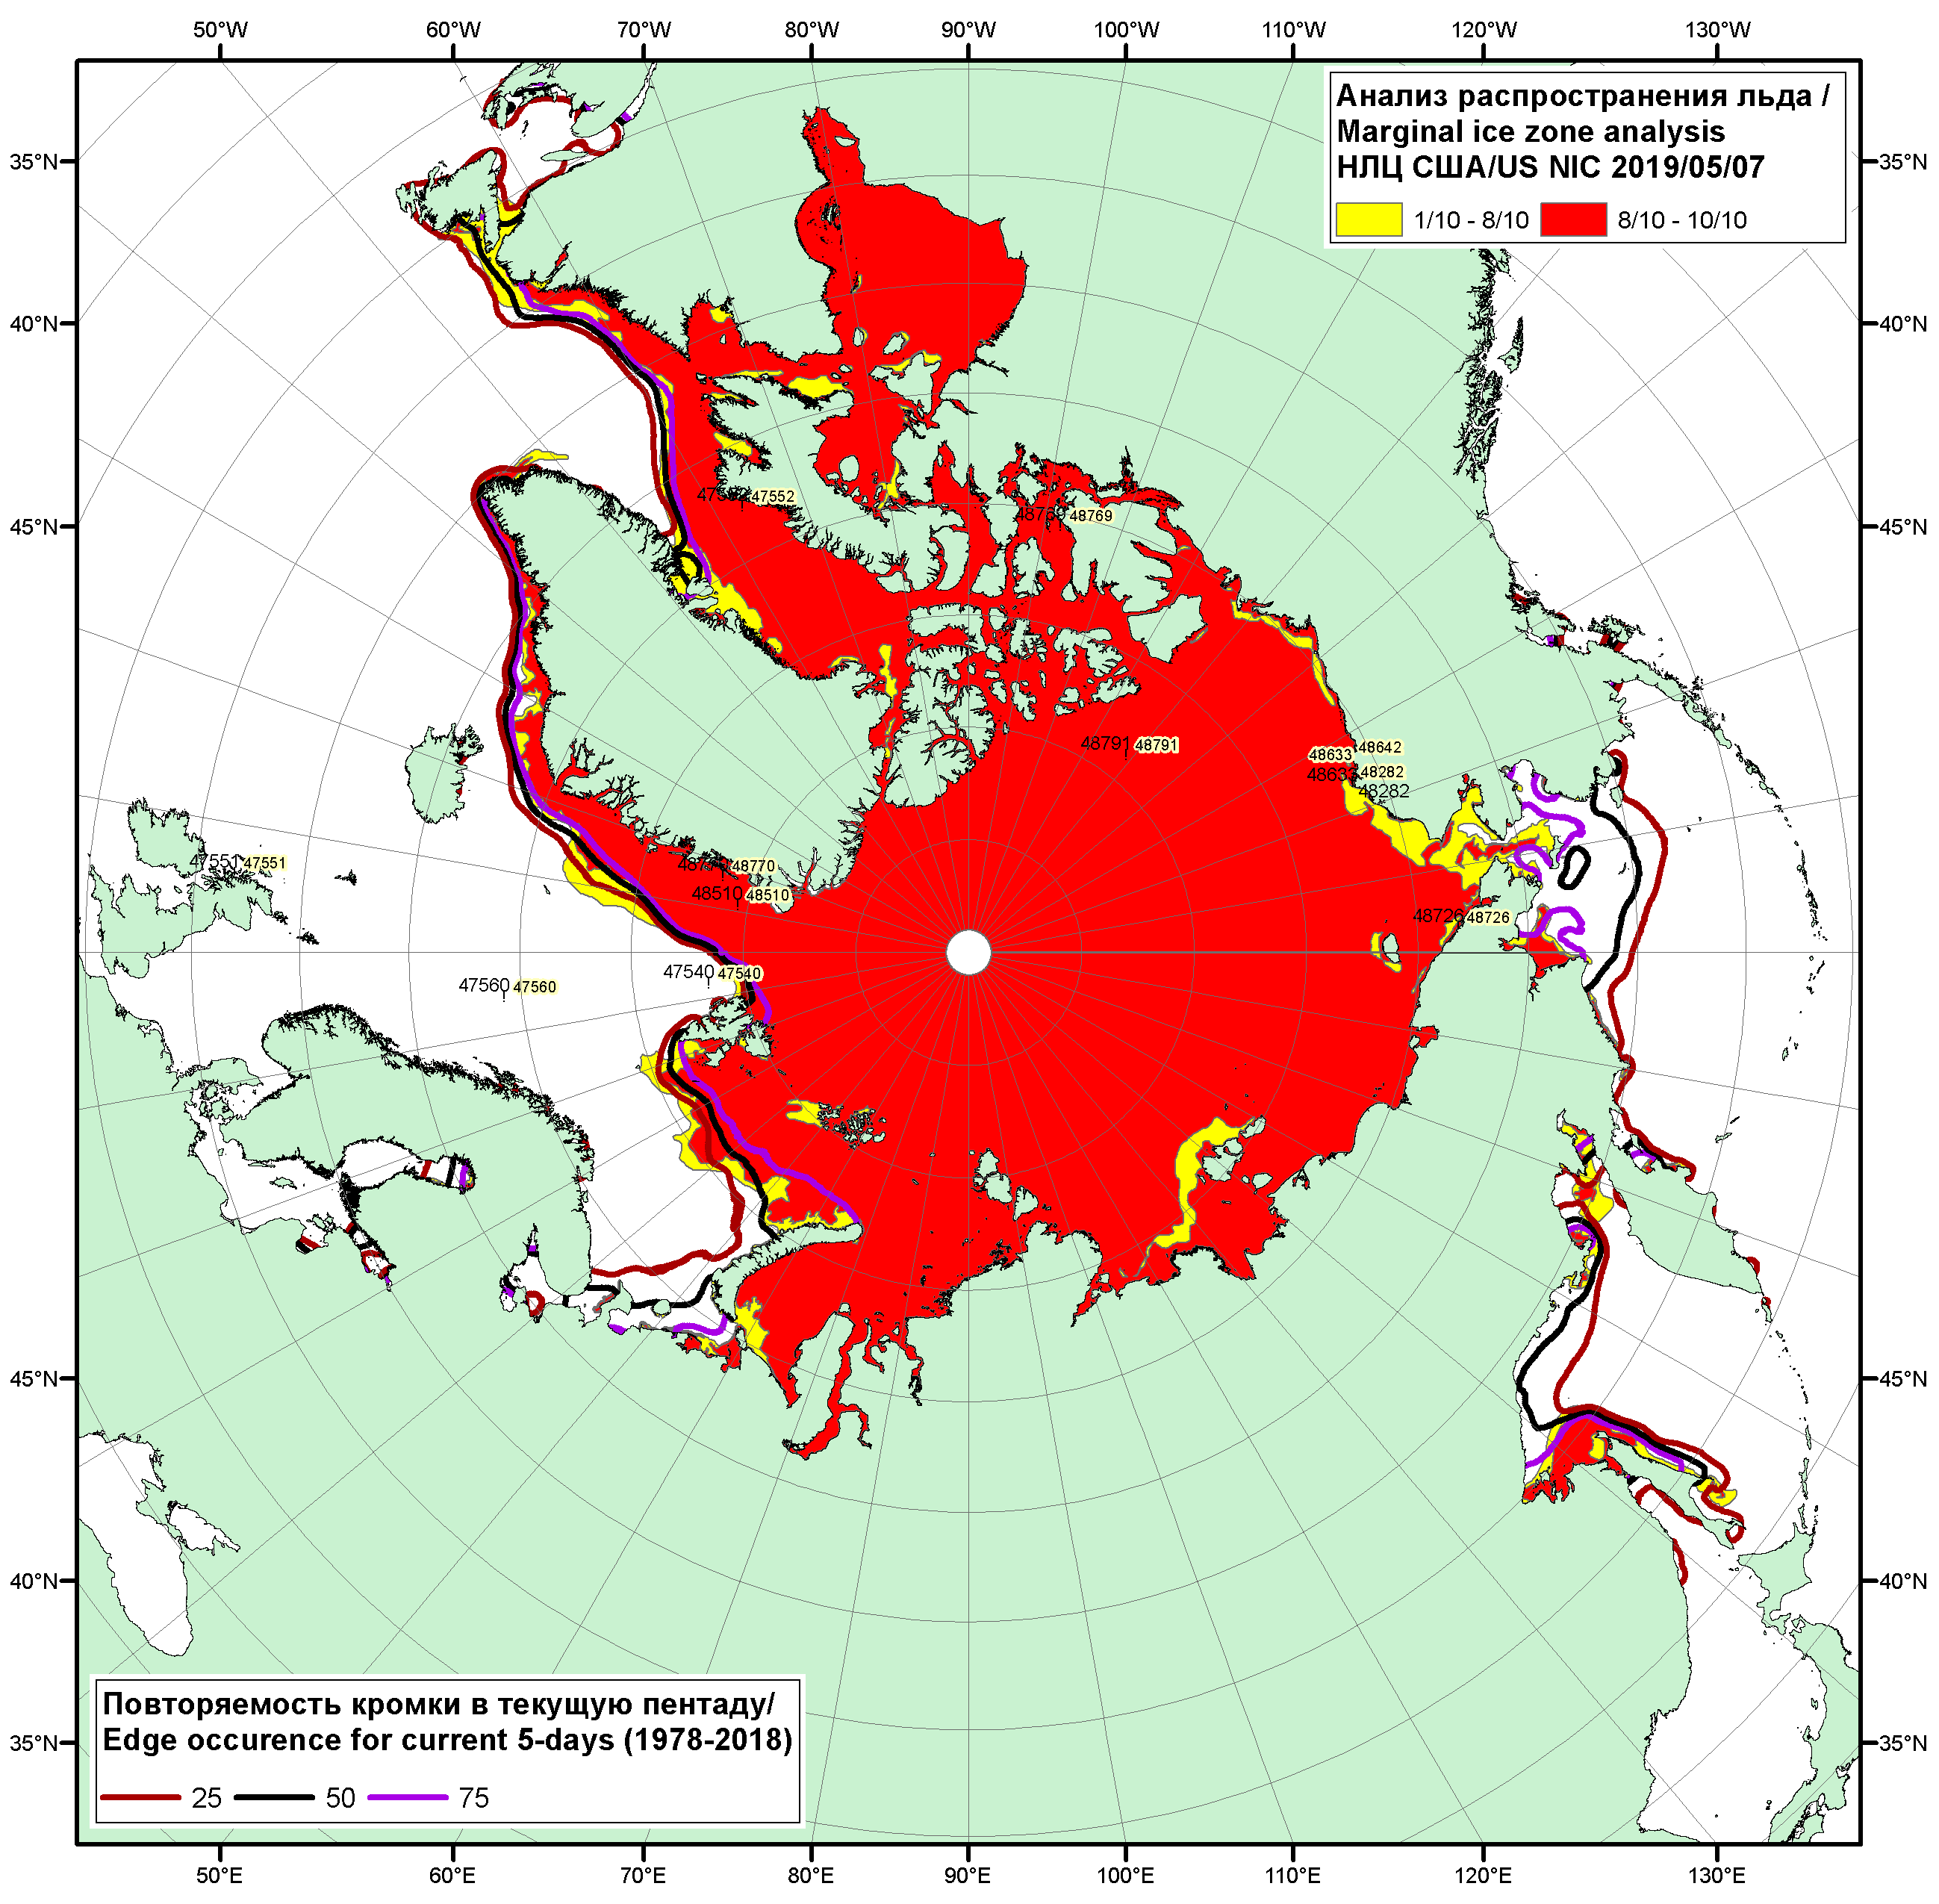 50°W 60°W 70°W 80°W 90°W 100°W 110°W 120°W 130°W
Анализ распространения льда /
Marginal ice zone analysis
НЛЦ США/US NIC 2019/05/07
1/10 - 8/10 8/10 - 10/10
35°N 35°N
40°N 40°N
45°N 45°N
47552
48769 48769
48791 48791
48642
48633
48282
48282
47551 47551
48770
48510 48510
48726 48726
47540 47540
47560 47560
45°N 45°N
40°N 40°N
35°N 35°N
Повторяемость кромки в текущую пентаду/
Edge occurence for current 5-days (1978-2018)
25 50 75
50°E 60°E 70°E 80°E 90°E 100°E 110°E 120°E 130°E